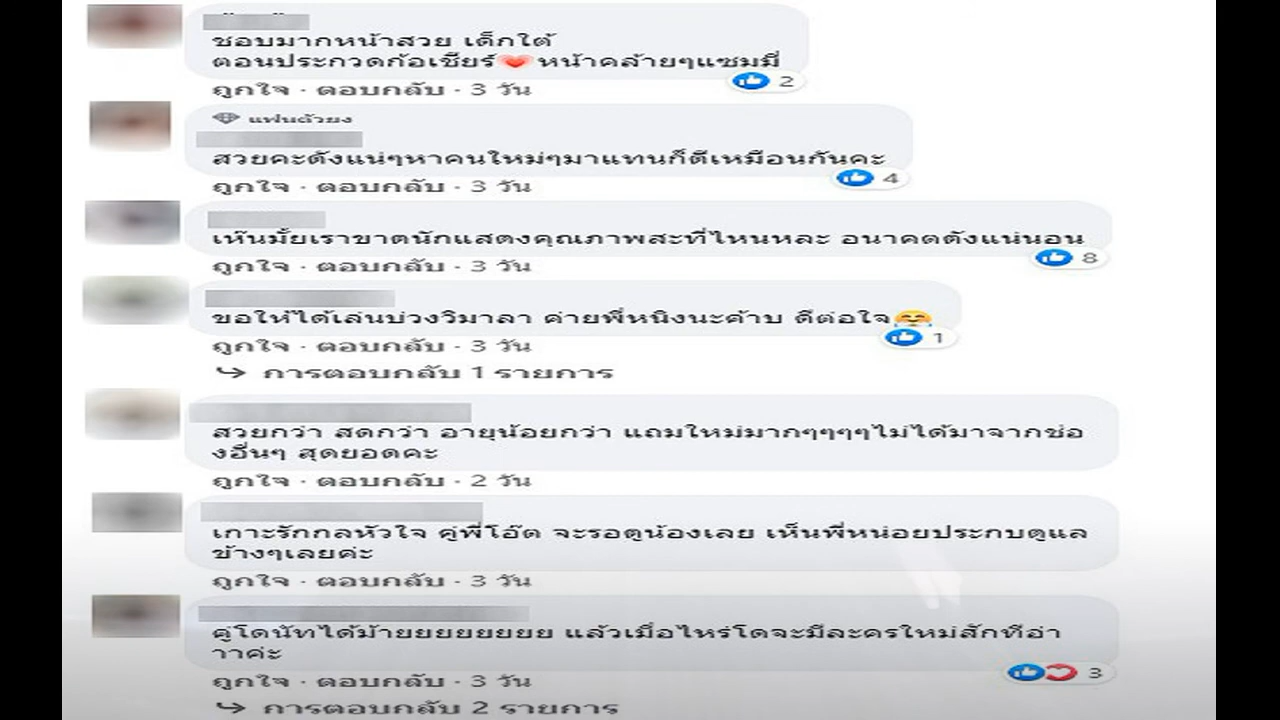 ชอบมากหน้าสวย เด็กใต้
ตอนประกวดก้อเชียร์❤️หน้าคล้ายๆแซมมี่
ถูกใจ · ตอบกลับ · 3 วัน
2
แฟนตัวยง
สวยคะดังแน่ๆหาคนใหม่ๆมาแทนก็ดีเหมือนกันคะ
4
ถูกใจ · ตอบกลับ · 3 วัน
เห๊นมั้ยเราขาดนักแสดงคุณภาพสะที่ไหนหละ อนาคตดังแน่นอน
8
ถูกใจ · ตอบกลับ · 3 วัน
ขอให้ได้เล่นบ่วงวิมาลา ค่ายพี่หนิงนะค้าบ ดีต่อใจ🤗
1
ถูกใจ · ตอบกลับ · 3 วัน
การตอบกลับ 1 รายการ
สวยกว่า สดกว่า อายุน้อยกว่า แถมใหม่มากๆๆๆๆไม่ได้มาจากช่อ
งอื่นๆ สุดยอดคะ
ถูกใจ · ตอบกลับ · 2 วัน
เกาะรักกลหัวใจ คู่พี่โอ๊ต จะรอดูน้องเลย เห็นพี่หน่อยประกบดูแล
ข้างๆเลยค่ะ
ถูกใจ · ตอบกลับ · 3 วัน
คู่โดนัทได้ม้ายยยยยยยย แล้วเมื่อไหร่โดจะมีละครใหม่สักทีอ่า
าาค่ะ
3
ถูกใจ · ตอบกลับ · 3 วัน
การตอบกลับ 2 รายการ